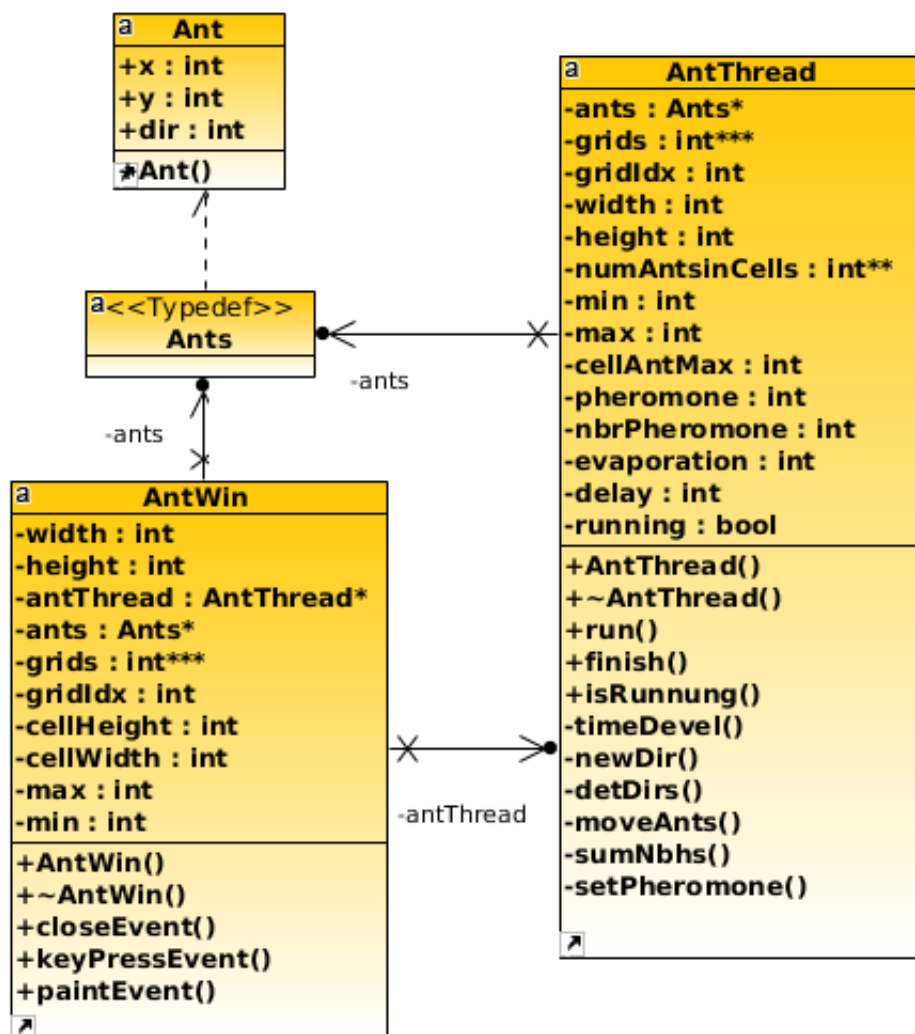 a
Ant
+x : int
+y : int
+dir : int
+Ant()
a
<<Typedef>>
Ants
-ants
-ants
a
AntWin
-width : int
-height : int
-antThread : AntThread*
-ants : Ants*
-grids : int***
-gridIdx : int
-cellHeight : int
-cellWidth : int
-max : int
-min : int
+AntWin()
+~AntWin()
+closeEvent()
+keyPressEvent()
+paintEvent()
-antThread
a
AntThread
-ants : Ants*
-grids : int***
-gridIdx : int
-width : int
-height : int
-numAntsinCells : int**
-min : int
-max : int
-cellAntMax : int
-pheromone : int
-nbrPheromone : int
-evaporation : int
-delay : int
-running : bool
+AntThread()
+~AntThread()
+run()
+finish()
+isRunnung()
-timeDevel()
-newDir()
-detDirs()
-moveAnts()
-sumNbhs()
-setPheromone()